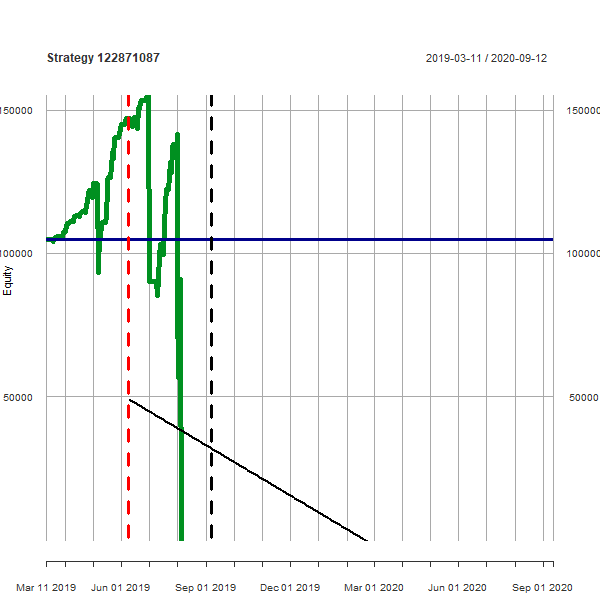 Strategy 122871087
2019-03-11 / 2020-09-12
150000
150000
100000
100000
Equity
50000
50000
Mar 11 2019
Jun 01 2019
Sep 01 2019
Dec 01 2019
Mar 01 2020
Jun 01 2020
Sep 01 2020